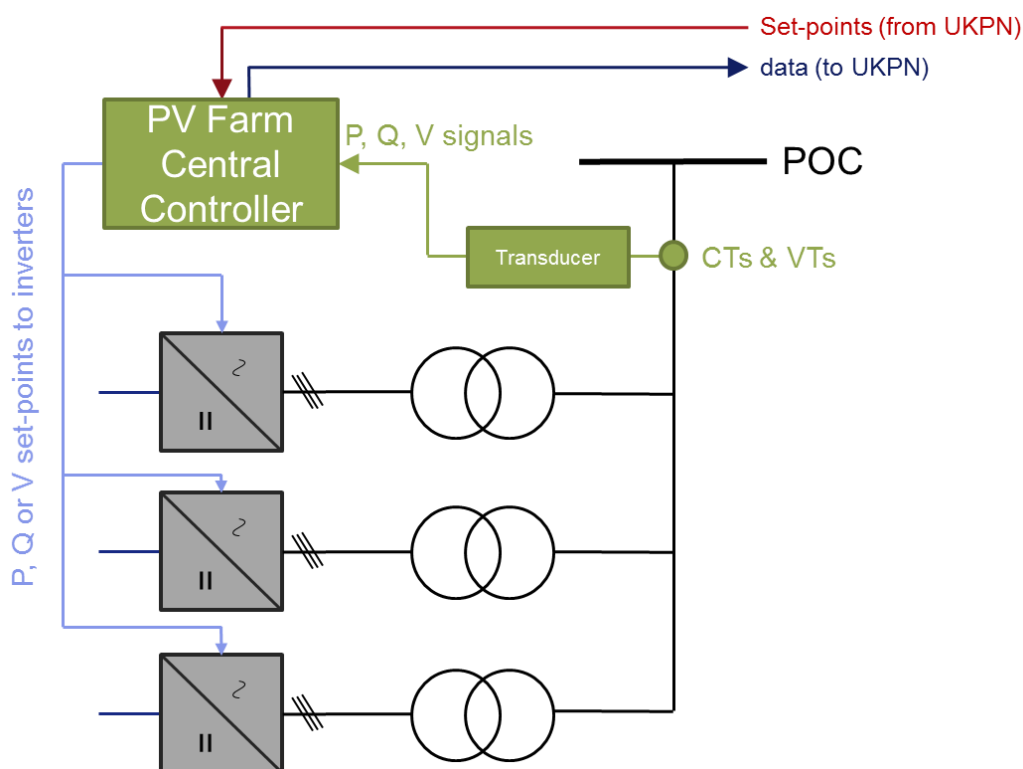 Set-points (from UKPN)
data (to UKPN)
PV Farm
Central
Controller
P, Q, V signals
POC
Transducer
CTs & VTs
P, Q or V set-points to inverters